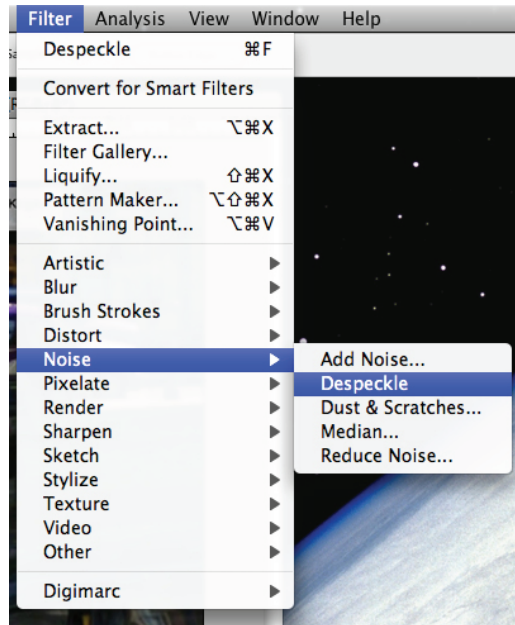 Filter Analysis View Window Help
Despeckle ⌘F
Convert for Smart Filters
Extract... ⌥⌘X
Filter Gallery...
Liquify... ⇧⌘X
Pattern Maker... ⌥⇧⌘X
Vanishing Point... ⌥⌘V
Artistic
Blur
Brush Strokes
Distort
Noise
Pixelate
Render
Sharpen
Sketch
Stylize
Texture
Video
Other
Digimarc
Add Noise...
Despeckle
Dust & Scratches...
Median...
Reduce Noise...